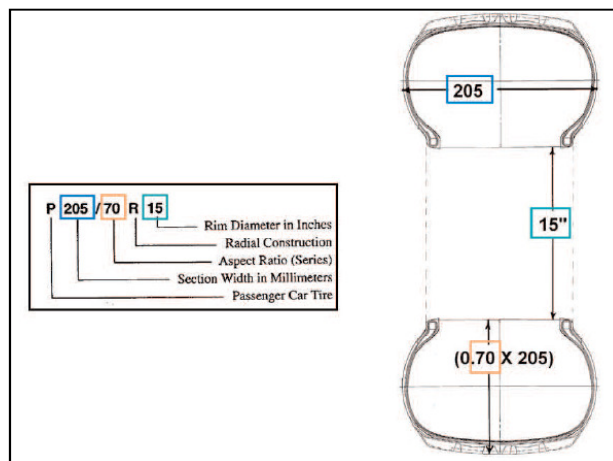 P 205 / 70 R 15
Rim Diameter in Inches
Radial Construction
Aspect Ratio (Series)
Section Width in Millimeters
Passenger Car Tire
205
15"
(0.70 X 205)